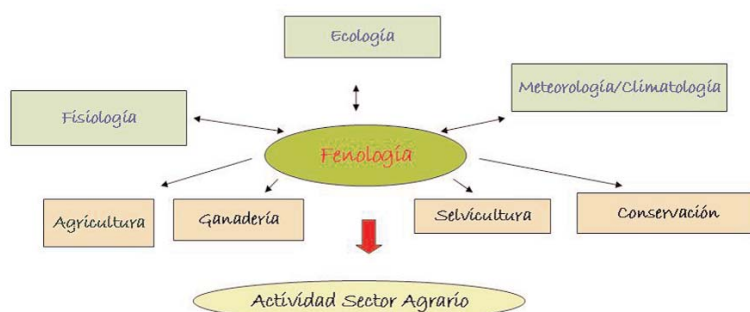 Ecología
Fisiología
Meteorología/Climatología
Fenología
Agricultura
Ganadería
Selvicultura
Conservación
Actividad Sector Agrario